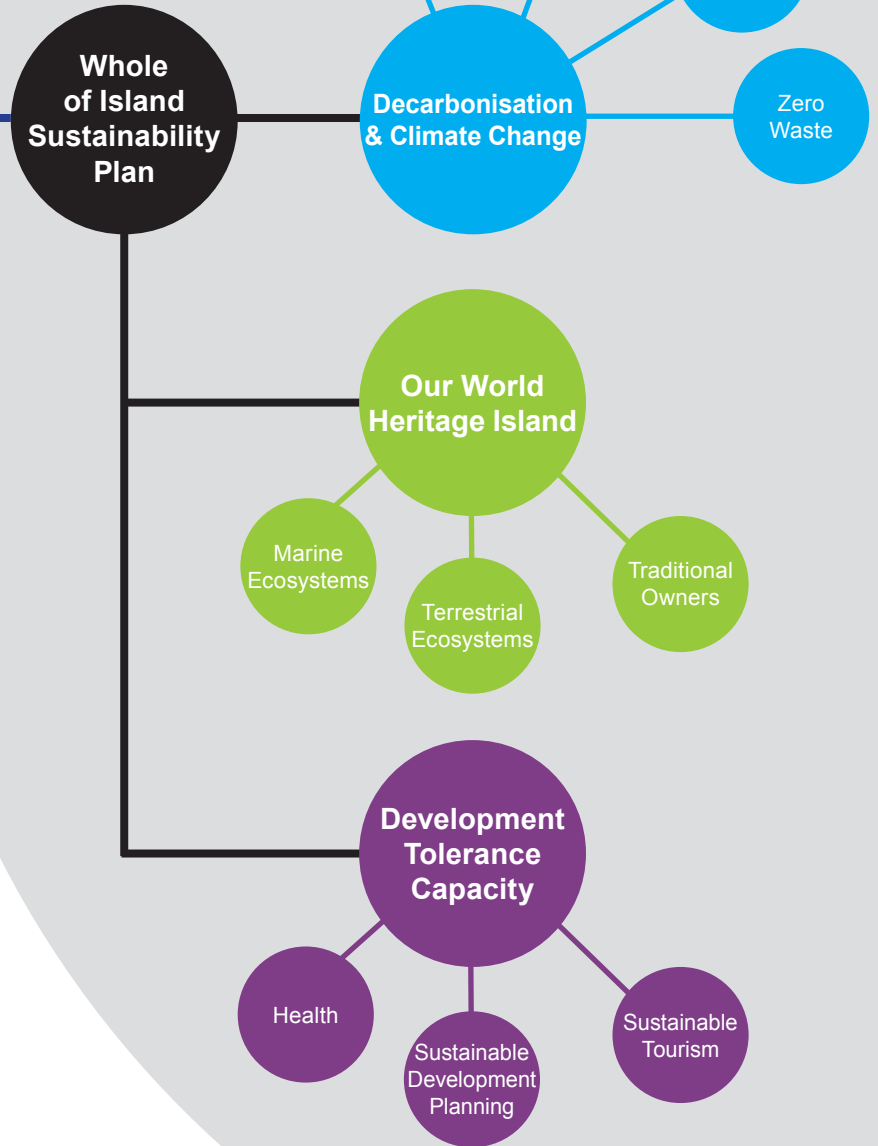 Whole
of Island
Sustainability
Plan
Decarbonisation
& Climate Change
Zero
Waste
Our World
Heritage Island
Marine
Ecosystems
Terrestrial
Ecosystems
Traditional
Owners
Development
Tolerance
Capacity
Health
Sustainable
Development
Planning
Sustainable
Tourism